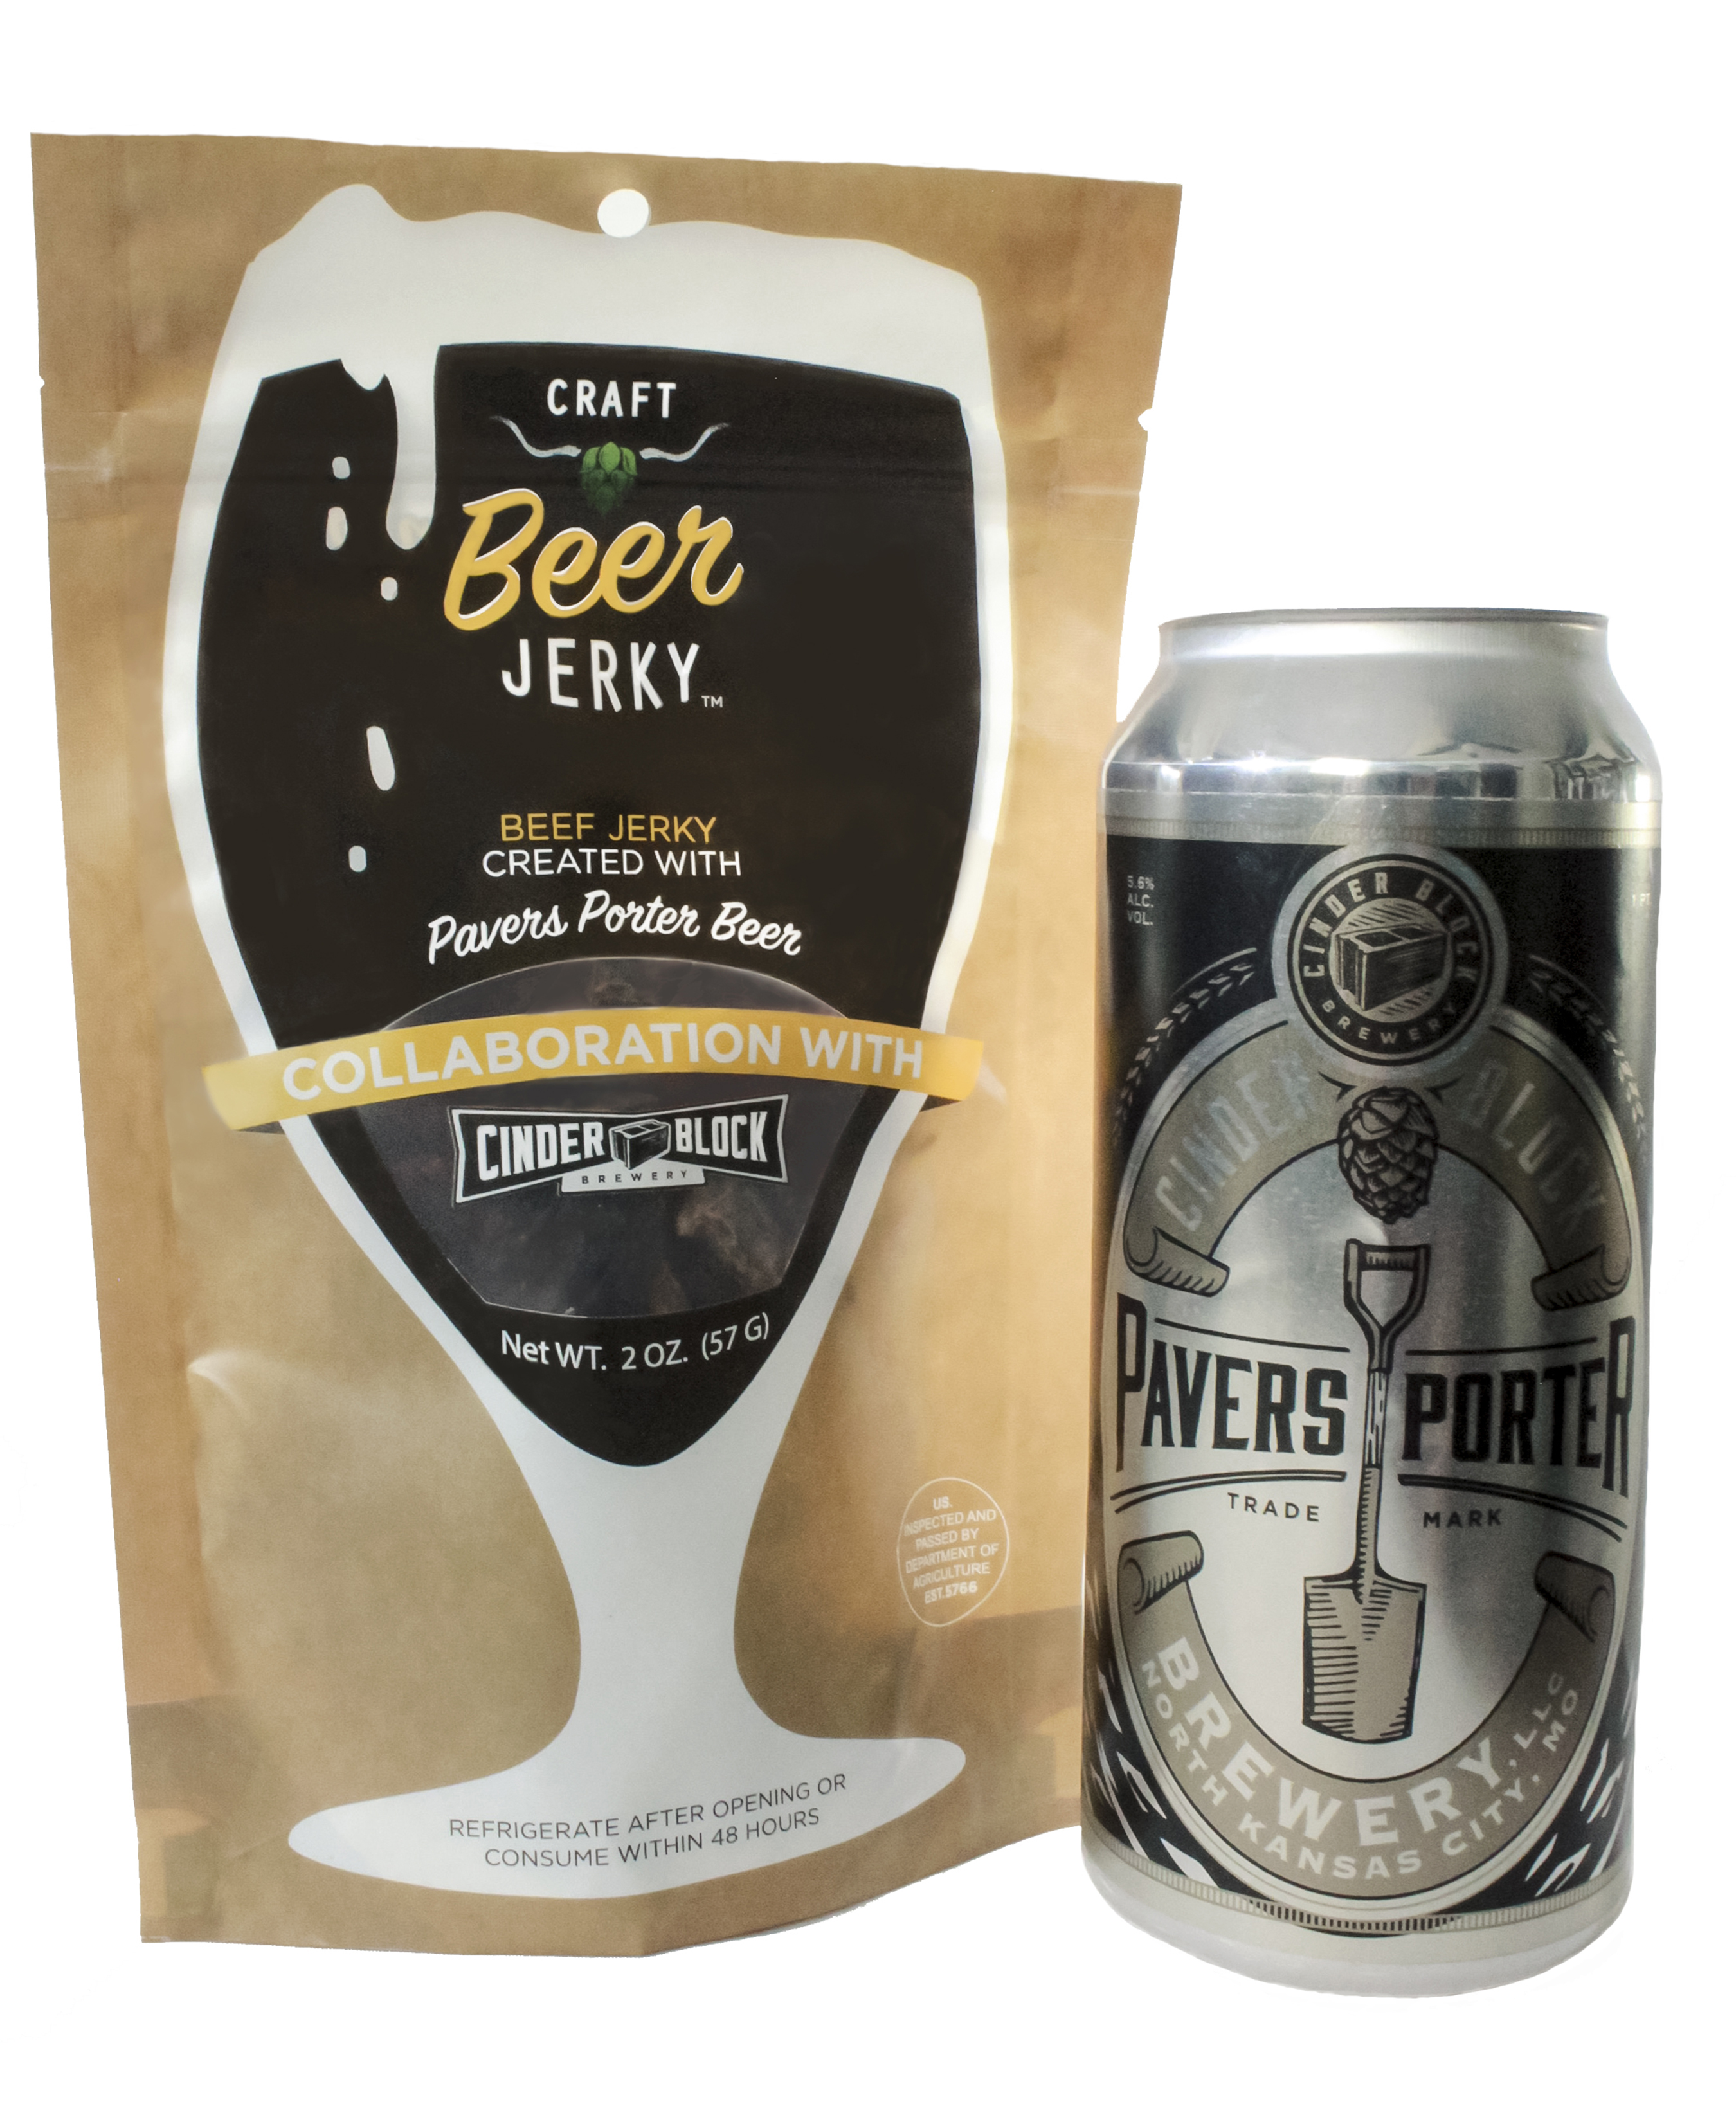 CRAFT
Beer
JERKY™
BEEF JERKY
CREATED WITH
Pavers Porter Beer
COLLABORATION WITH
CINDER BLOCK
BREWERY
Net WT. 2 OZ. (57 G)
US.
INSPECTED AND
PASSED BY
DEPARTMENT OF
AGRICULTURE
EST.5766
REFRIGERATE AFTER OPENING OR
CONSUME WITHIN 48 HOURS
5.6%
ALC.
VOL.
CINDER BLOCK
BREWERY
CINDER BLOCK
PAVERS PORTER
TRADE MARK
BREWERY, LLC
NORTH KANSAS CITY, MO